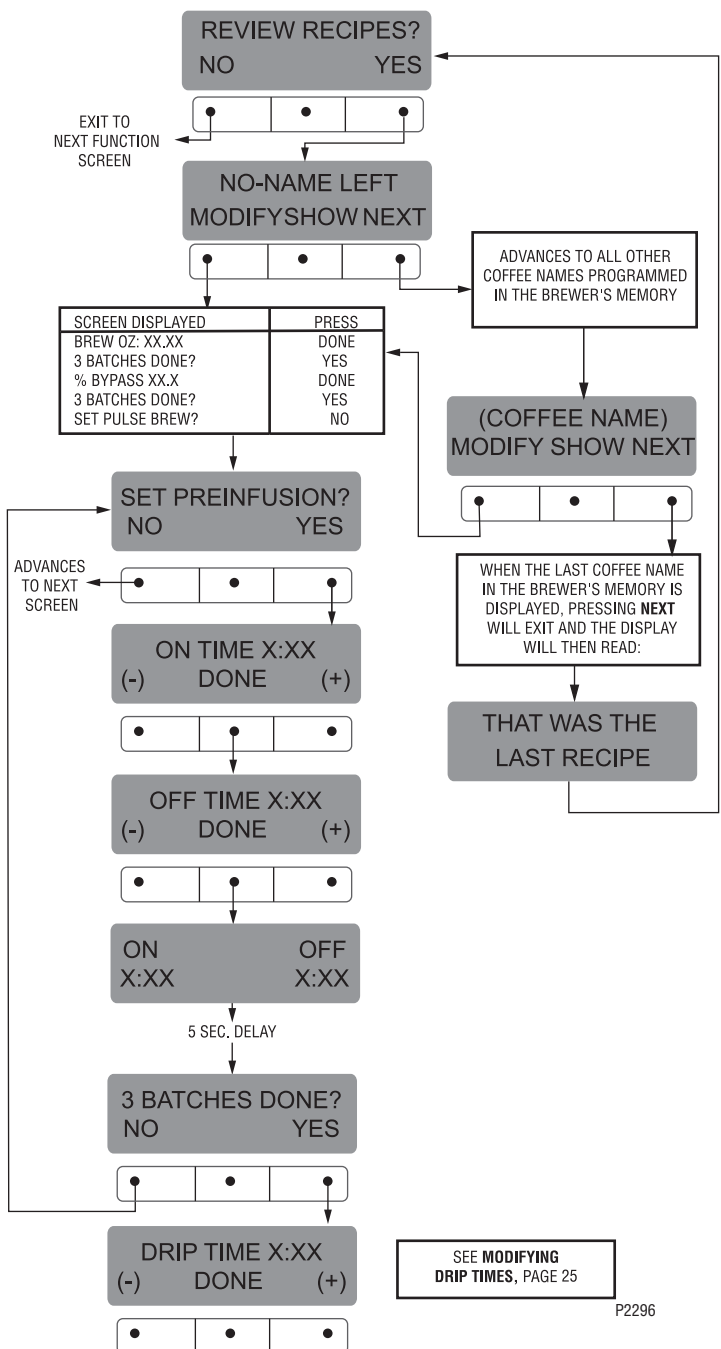 REVIEW RECIPES?
NO YES
EXIT TO
NEXT FUNCTION
SCREEN
NO-NAME LEFT
MODIFYSHOW NEXT
ADVANCES TO ALL OTHER
COFFEE NAMES PROGRAMMED
IN THE BREWER'S MEMORY
SCREEN DISPLAYED PRESS
BREW OZ: XX.XX DONE
3 BATCHES DONE? YES
% BYPASS XX.X DONE
3 BATCHES DONE? YES
SET PULSE BREW? NO
(COFFEE NAME)
MODIFY SHOW NEXT
SET PREINFUSION?
NO YES
ADVANCES
TO NEXT
SCREEN
WHEN THE LAST COFFEE NAME
IN THE BREWER'S MEMORY IS
DISPLAYED, PRESSING NEXT
WILL EXIT AND THE DISPLAY
WILL THEN READ:
ON TIME X:XX
(-) DONE (+)
THAT WAS THE
LAST RECIPE
OFF TIME X:XX
(-) DONE (+)
ON OFF
X:XX X:XX
5 SEC. DELAY
3 BATCHES DONE?
NO YES
DRIP TIME X:XX
(-) DONE (+)
SEE MODIFYING
DRIP TIMES, PAGE 25
P2296